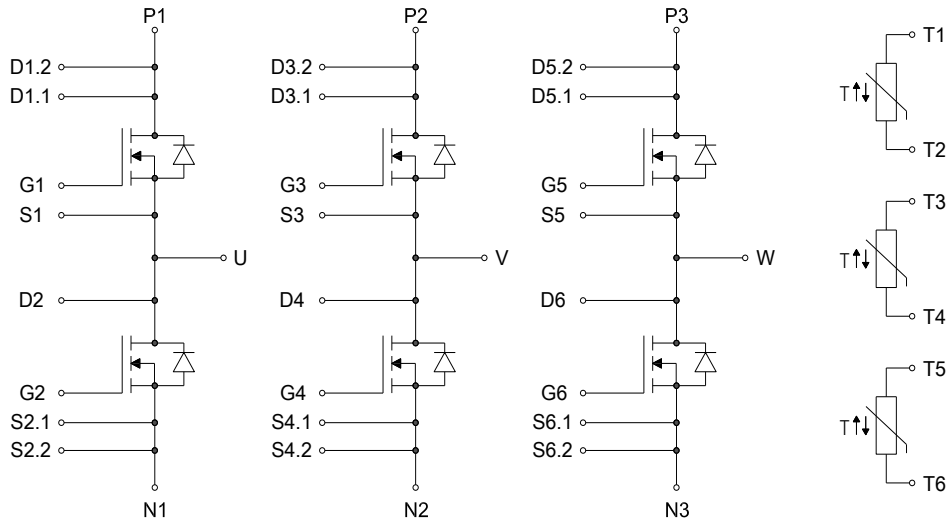 P1
P2
P3
T1
D1.2
D3.2
D5.2
D1.1
D3.1
D5.1
T
T2
G1
G3
G5
S1
S3
S5
T3
U
V
W
T
D2
D4
D6
T4
T5
G2
G4
G6
S2.1
S4.1
S6.1
T
S2.2
S4.2
S6.2
T6
N1
N2
N3